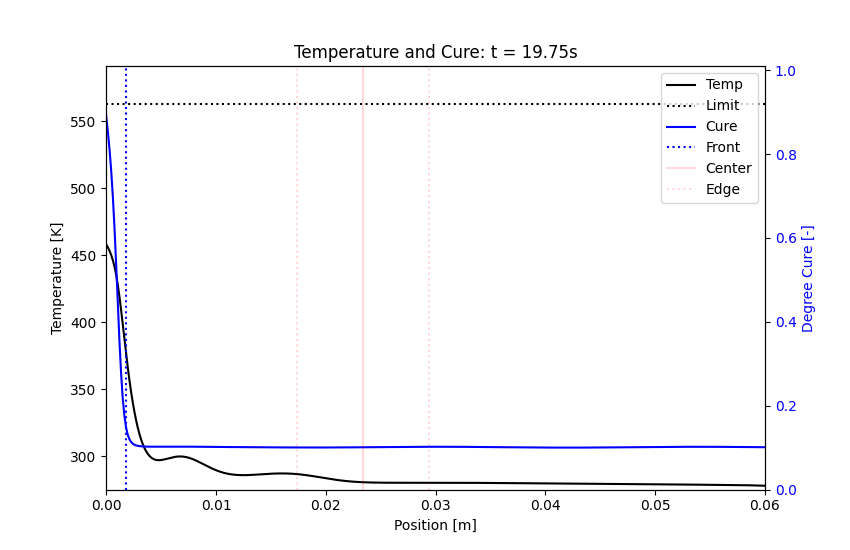 Temperature and Cure: t = 19.75s
Temp
Limit
Cure
Front
Center
Edge
550
500
450
400
350
300
Temperature [K]
1.0
0.8
0.6
0.4
0.2
0.0
Degree Cure [-]
0.00 0.01 0.02 0.03 0.04 0.05 0.06
Position [m]